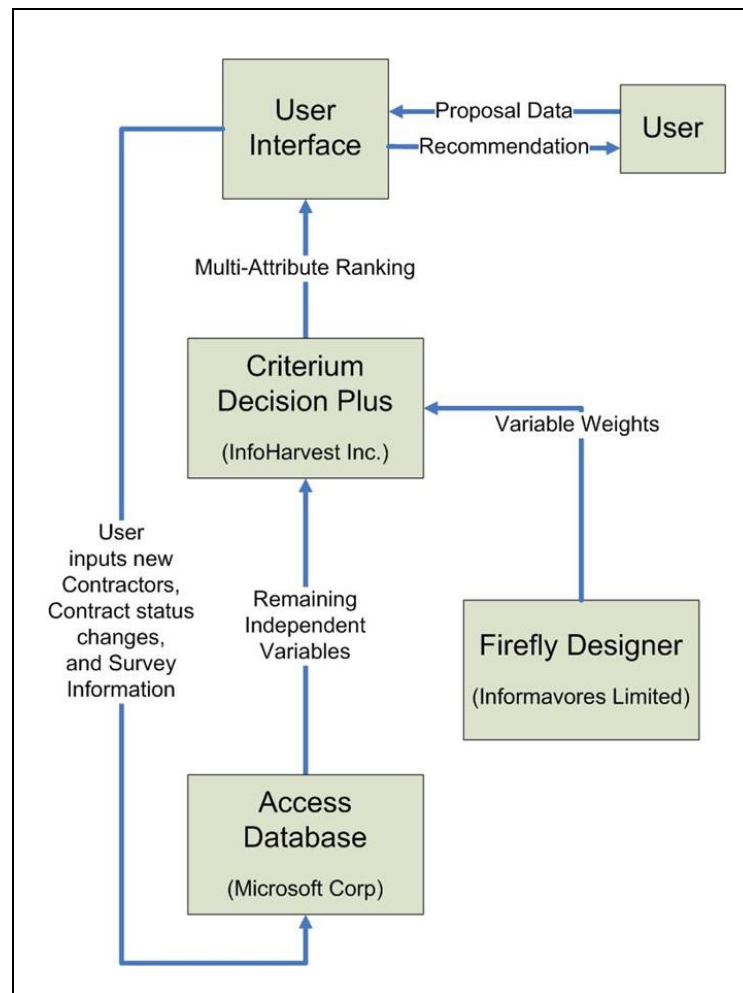 User
Interface
Proposal Data
Recommendation
User
Multi-Attribute Ranking
Criterium
Decision Plus
(InfoHarvest Inc.)
Variable Weights
User
inputs new
Contractors,
Contract status
changes,
and Survey
Information
Remaining
Independent
Variables
Firefly Designer
(Informavores Limited)
Access
Database
(Microsoft Corp)